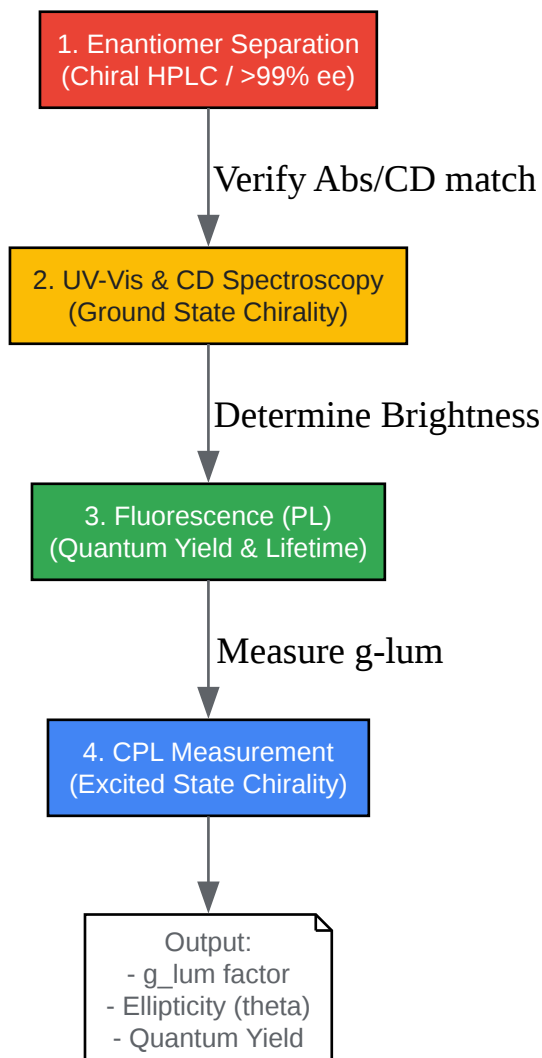 1. Enantiomer Separation
(Chiral HPLC / >99% ee)
Verify Abs/CD match
2. UV-Vis & CD Spectroscopy
(Ground State Chirality)
Determine Brightness
3. Fluorescence (PL)
(Quantum Yield & Lifetime)
Measure g-lum
4. CPL Measurement
(Excited State Chirality)
Output:
- g_lum factor
- Ellipticity (theta)
- Quantum Yield